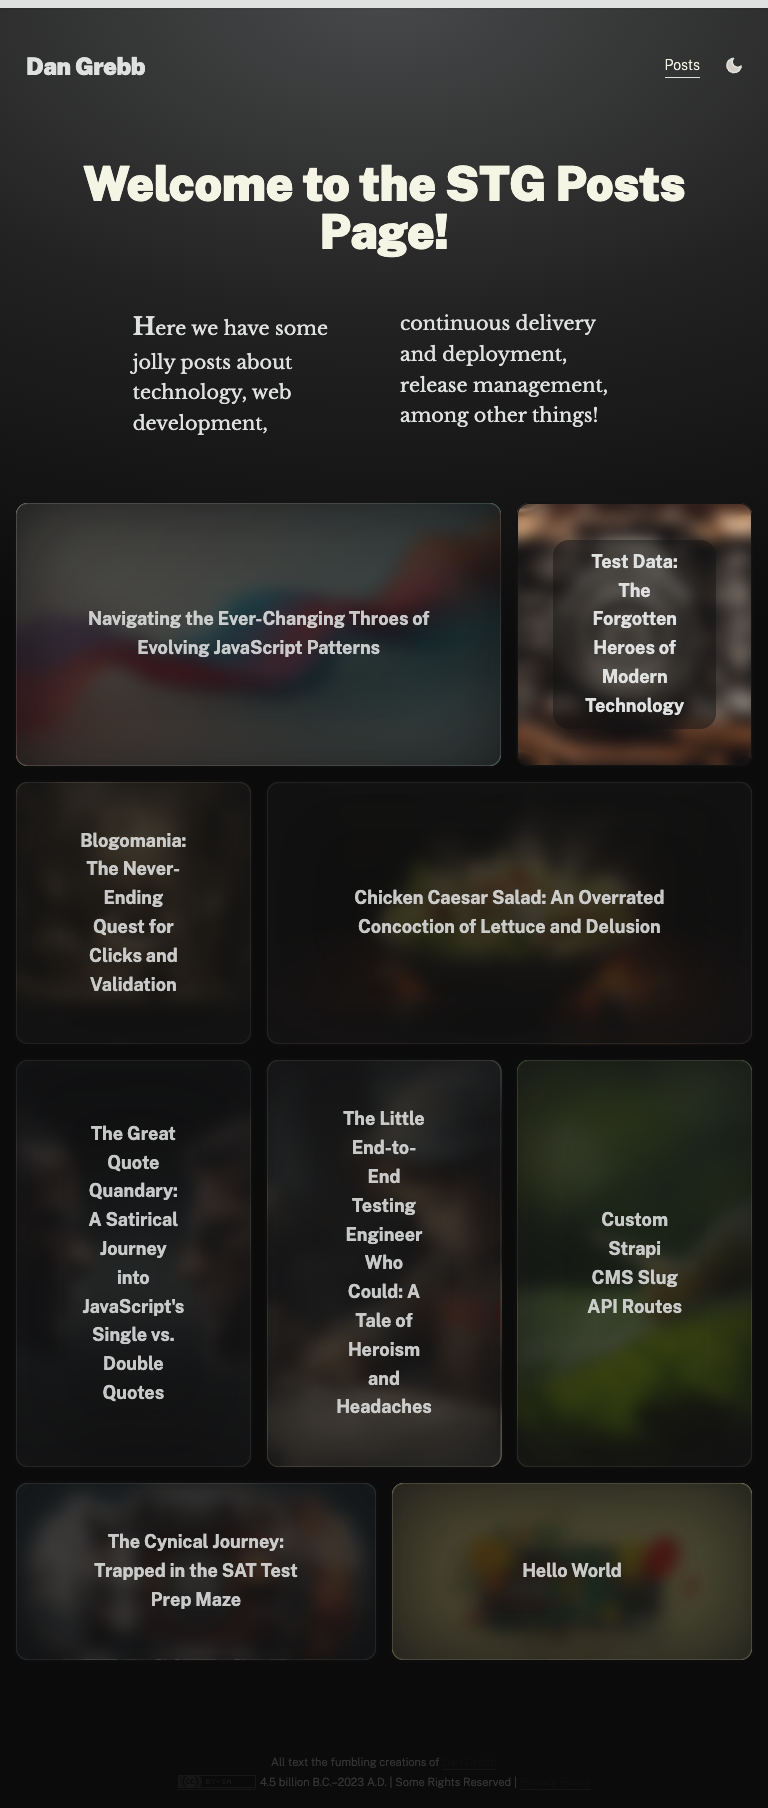 Dan Grebb
Posts
Welcome to the STG Posts
Page!
Here we have some
jolly posts about
technology, web
development,
continuous delivery
and deployment,
release management,
among other things!
Navigating the Ever-Changing Throes of
Evolving JavaScript Patterns
Test Data:
The
Forgotten
Heroes of
Modern
Technology
Blogomania:
The Never-
Ending
Quest for
Clicks and
Validation
Chicken Caesar Salad: An Overrated
Concoction of Lettuce and Delusion
The Great
Quote
Quandary:
A Satirical
Journey
into
JavaScript's
Single vs.
Double
Quotes
The Little
End-to-
End
Testing
Engineer
Who
Could: A
Tale of
Heroism
and
Headaches
Custom
Strapi
CMS Slug
API Routes
The Cynical Journey:
Trapped in the SAT Test
Prep Maze
Hello World
All text the fumbling creations of
4.5 billion B.C.–2023 A.D. | Some Rights Reserved |